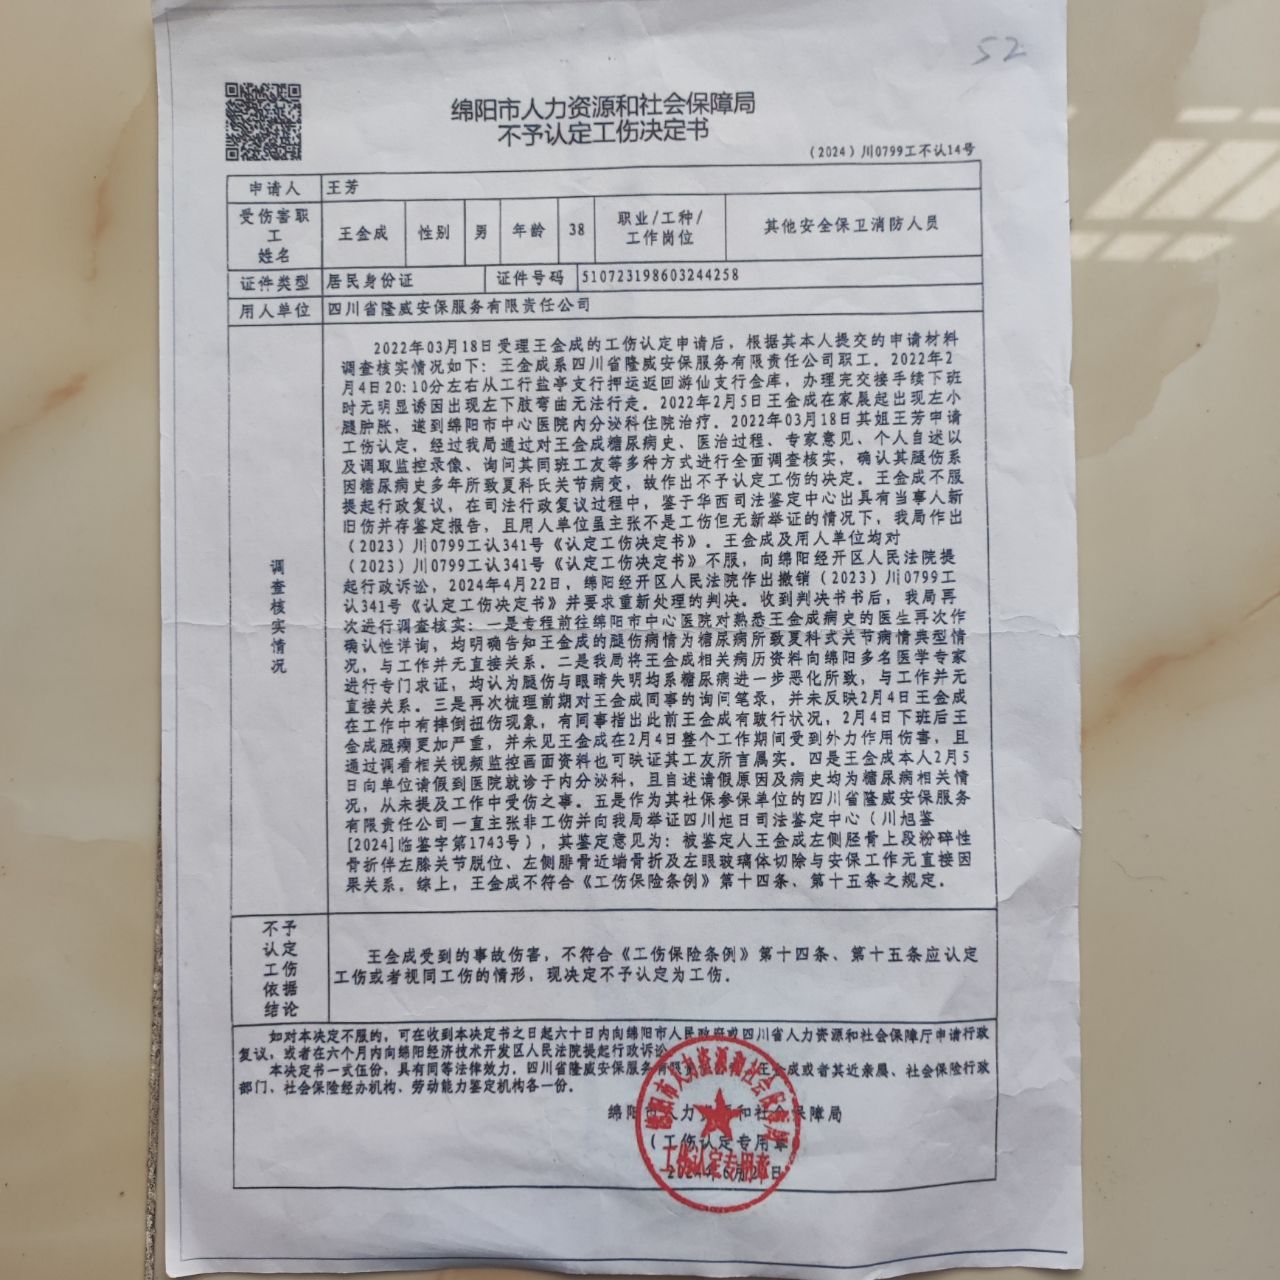 52
绵阳市人力资源和社会保障局
不予认定工伤决定书
(2024)川0799工不认14号
申请人 王芳
受伤害职工姓名 王金成 性别 男 年龄 38 职业/工种/工作岗位 其他安全保卫消防人员
证件类型 居民身份证 证件号码 510723198603244258
用人单位 四川省隆威安保服务有限责任公司
调查核实情况
2022年03月18日受理王金成的工伤认定申请后，根据其本人提交的申请材料
调查核实情况如下：王金成系四川省隆威安保服务有限责任公司职工。2022年2
月4日20:10分左右从工行盐亭支行押运返回游仙支行金库，办理完交接手续下班
时无明显诱因出现左下肢弯曲无法行走。2022年2月5日王金成在家晨起出现左小
腿肿胀，送到绵阳市中心医院内分泌科住院治疗。2022年03月18日其姐王芳申请
工伤认定，经过我局通过对王金成糖尿病史、医治过程、专家意见、个人自述以
及调取监控录像、询问其同班工友等多种方式进行全面调查核实，确认其腿伤系
因糖尿病史多年所致夏科氏关节病变，故作出不予认定工伤的决定。王金成不服
提起行政复议，在司法行政复议过程中，鉴于华西司法鉴定中心出具有当事人新
旧伤并存鉴定报告，且用人单位虽主张不是工伤但无新举证的情况下，我局作出
(2023)川0799工认341号《认定工伤决定书》。王金成及用人单位均对
(2023)川0799工认341号《认定工伤决定书》不服，向绵阳经开区人民法院提
起行政诉讼，2024年4月22日，绵阳经开区人民法院作出撤销(2023)川0799工
认341号《认定工伤决定书》并要求重新处理的判决。收到判决书书后，我局再
次进行调查核实：一是专程前往绵阳市中心医院对熟悉王金成病史的医生再次作
确认性详询，均明确告知王金成的腿伤病情为糖尿病所致夏科式关节病情典型情
况，与工作并无直接关系。二是我局将王金成相关病历资料向绵阳多名医学专家
进行专门求证，均认为腿伤与眼睛失明均系糖尿病进一步恶化所致，与工作并无
直接关系。三是再次梳理前期对王金成同事的询问笔录，并未反映2月4日王金成
在工作中有摔倒扭伤现象，有同事指出此前王金成有跛行状况，2月4日下班后王
金成腿病更加严重，并未见王金成在2月4日整个工作期间受到外力作用伤害，且
通过调看相关视频监控画面资料也可映证其工友所言属实。四是王金成本人2月5
日向单位请假到医院就诊于内分泌科，且自述请假原因及病史均为糖尿病相关情
况，从未提及工作中受伤之事。五是作为其社保参保单位的四川省隆威安保服务
有限责任公司一直主张非工伤并向我局举证四川旭日司法鉴定中心(川旭鉴
[2024]临鉴字第1743号)，其鉴定意见为：被鉴定人王金成左侧胫骨上段粉碎性
骨折伴左膝关节脱位、左侧腓骨近端骨折及左眼玻璃体切除与安保工作无直接因
果关系。综上，王金成不符合《工伤保险条例》第十四条、第十五条之规定。
不予
认定
工伤
依据
结论
王金成受到的事故伤害，不符合《工伤保险条例》第十四条、第十五条应认定
工伤或者视同工伤的情形，现决定不予认定为工伤。
如对本决定不服的，可在收到本决定书之日起六十日内向绵阳市人民政府或四川省人力资源和社会保障厅申请行政
复议，或者在六个月内向绵阳经济技术开发区人民法院提起行政诉讼
本决定书一式伍份，具有同等法律效力，四川省隆威安保服务有限责任公司、王金成或者其近亲属、社会保险行政
部门、社会保险经办机构、劳动能力鉴定机构各一份。
绵阳市人力资源和社会保障局
(工伤认定专用章)
绵阳市人力资源和社会保障局
工伤认定专用章